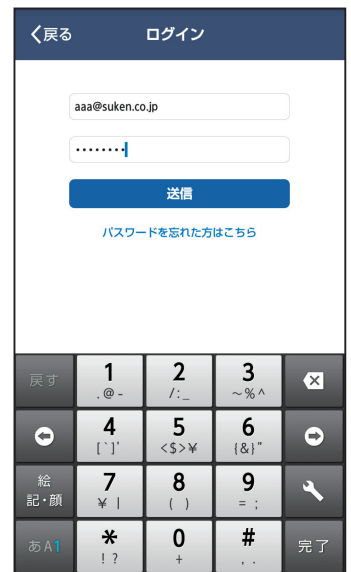 戻る ログイン
aaa@suken.co.jp
········
送信
パスワードを忘れた方はこちら
戻す 1 2 3
.@- /:_ ~%^
4 5 6
[`]' <$>¥ {&}"
絵 7 8 9
記・顔 ¥| () =;
あA1 * 0 # 完了
!? + ,.